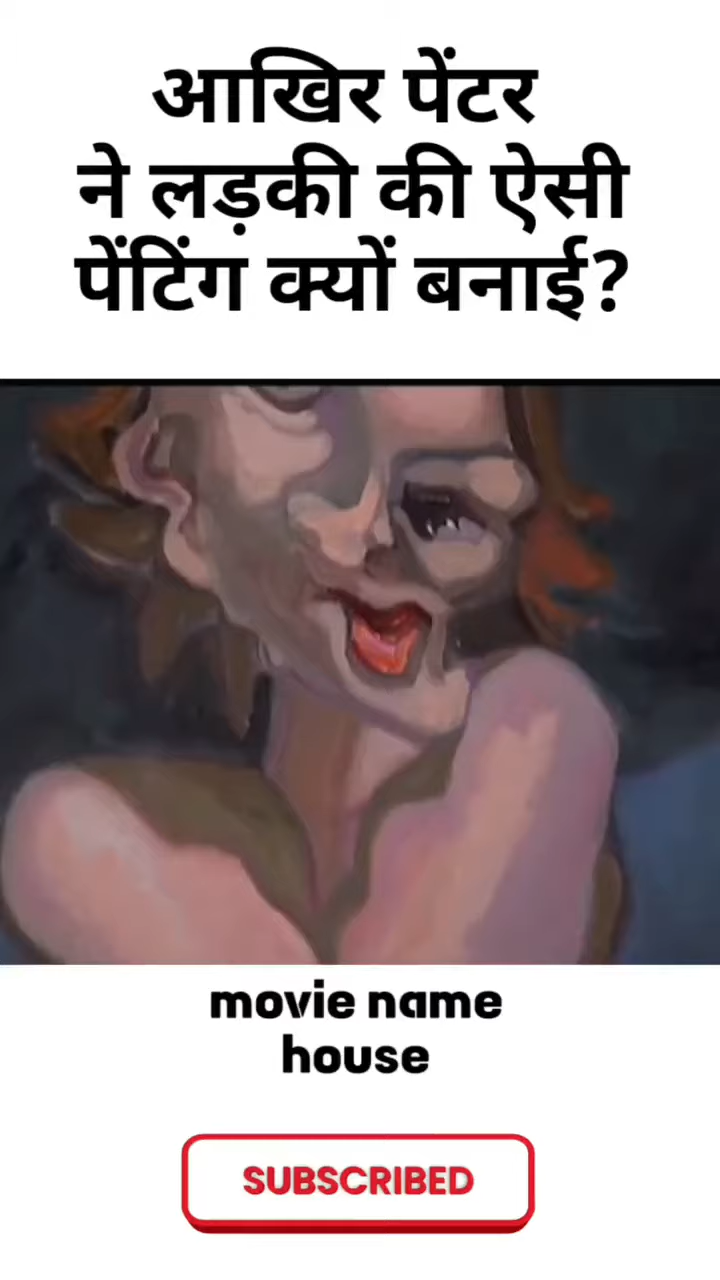 आखिर पेंटर
ने लड़की की ऐसी
पेंटिंग क्यों बनाई?
movie name
house
SUBSCRIBED